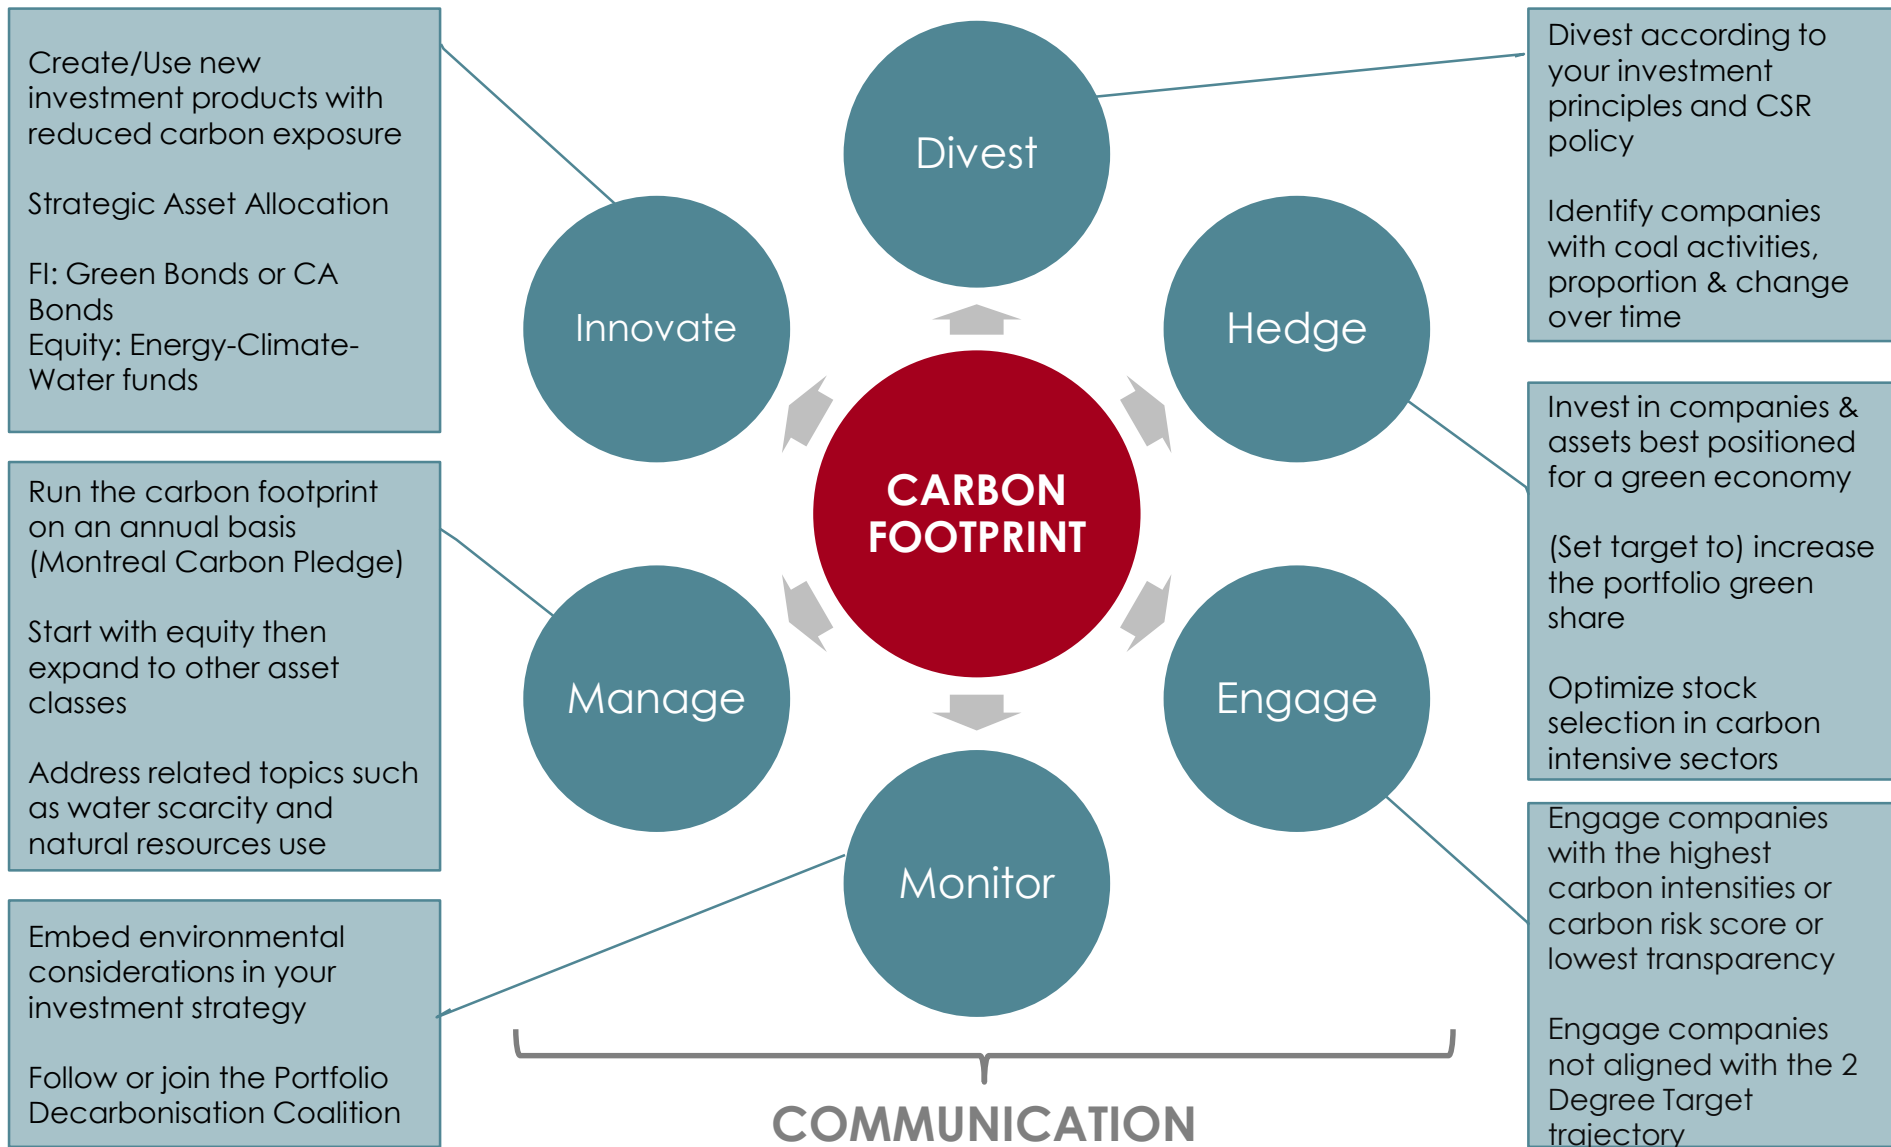 Create/Use new
investment products with
reduced carbon exposure
Strategic Asset Allocation
FI: Green Bonds or CA
Bonds
Equity: Energy-Climate-
Water funds
Run the carbon footprint
on an annual basis
(Montreal Carbon Pledge)
Start with equity then
expand to other asset
classes
Address related topics such
as water scarcity and
natural resources use
Embed environmental
considerations in your
investment strategy
Follow or join the Portfolio
Decarbonisation Coalition
Divest
Innovate
Hedge
CARBON
FOOTPRINT
Manage
Engage
Monitor
COMMUNICATION
Divest according to
your investment
principles and CSR
policy
Identify companies
with coal activities,
proportion & change
over time
Invest in companies &
assets best positioned
for a green economy
(Set target to) increase
the portfolio green
share
Optimize stock
selection in carbon
intensive sectors
Engage companies
with the highest
carbon intensities or
carbon risk score or
lowest transparency
Engage companies
not aligned with the 2
Degree Target
trajectory